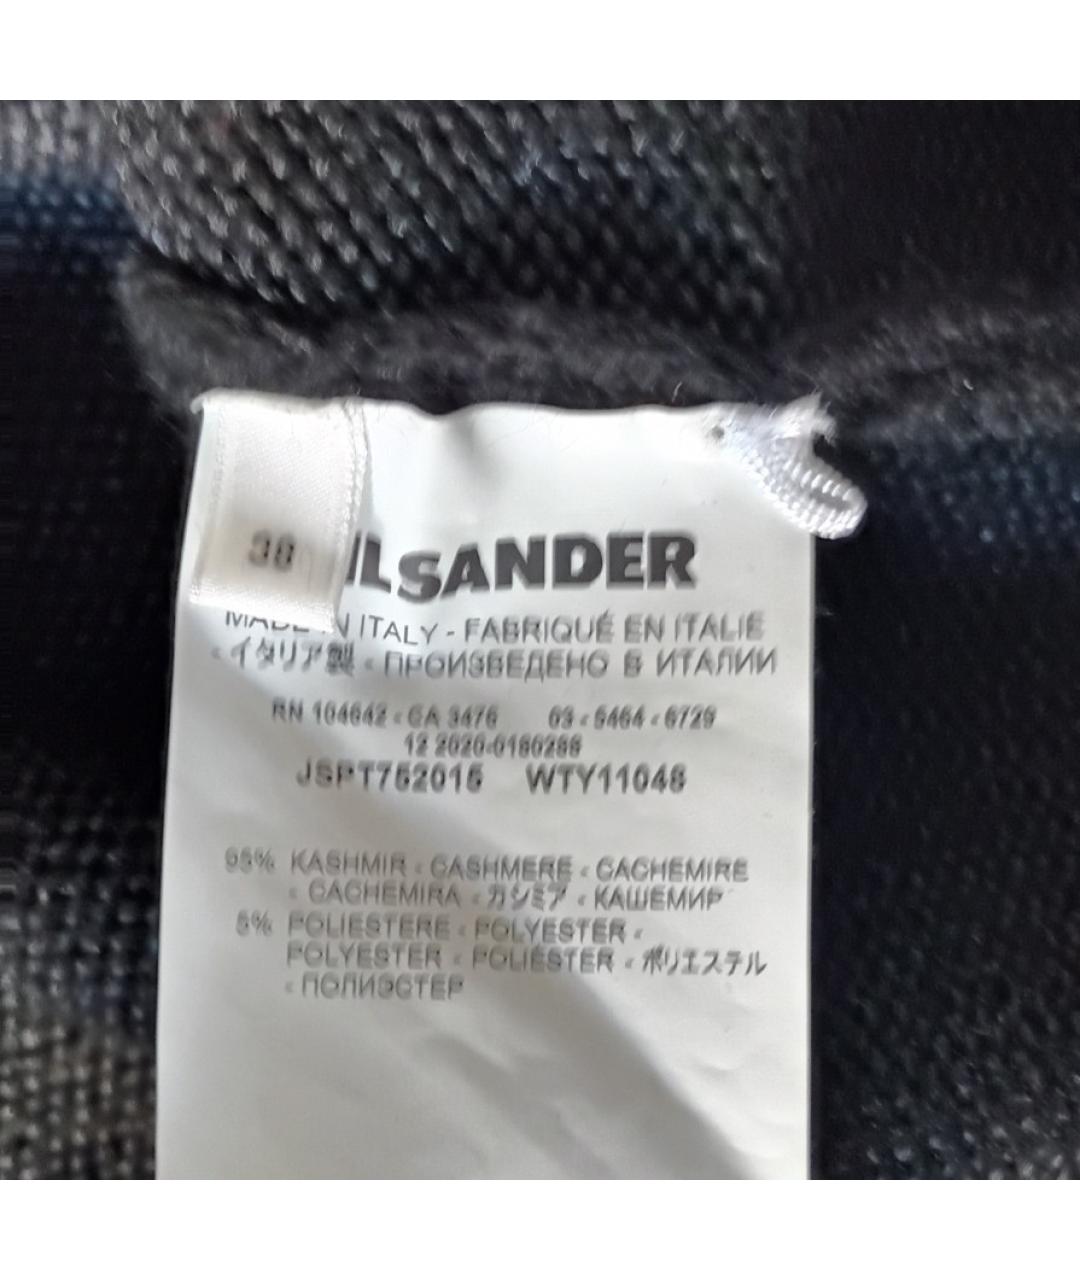 38
ILSANDER
MADE IN ITALY - FABRIQUÉ EN ITALIE
- イタリア製 - ПРОИЗВЕДЕНО В ИТАЛИИ
RN 104642 - CA 3476 03 - 5464 - 6729
12 2020-0180286
JSPT752015 WTY11048
95% KASHMIR - CASHMERE - CACHEMIRE
- CACHEMIRA - カシミア - КАШЕМИР
5% POLIESTERE - POLYESTER -
POLYESTER - POLIÉSTER - ポリエステル
- ПОЛИЭСТЕР